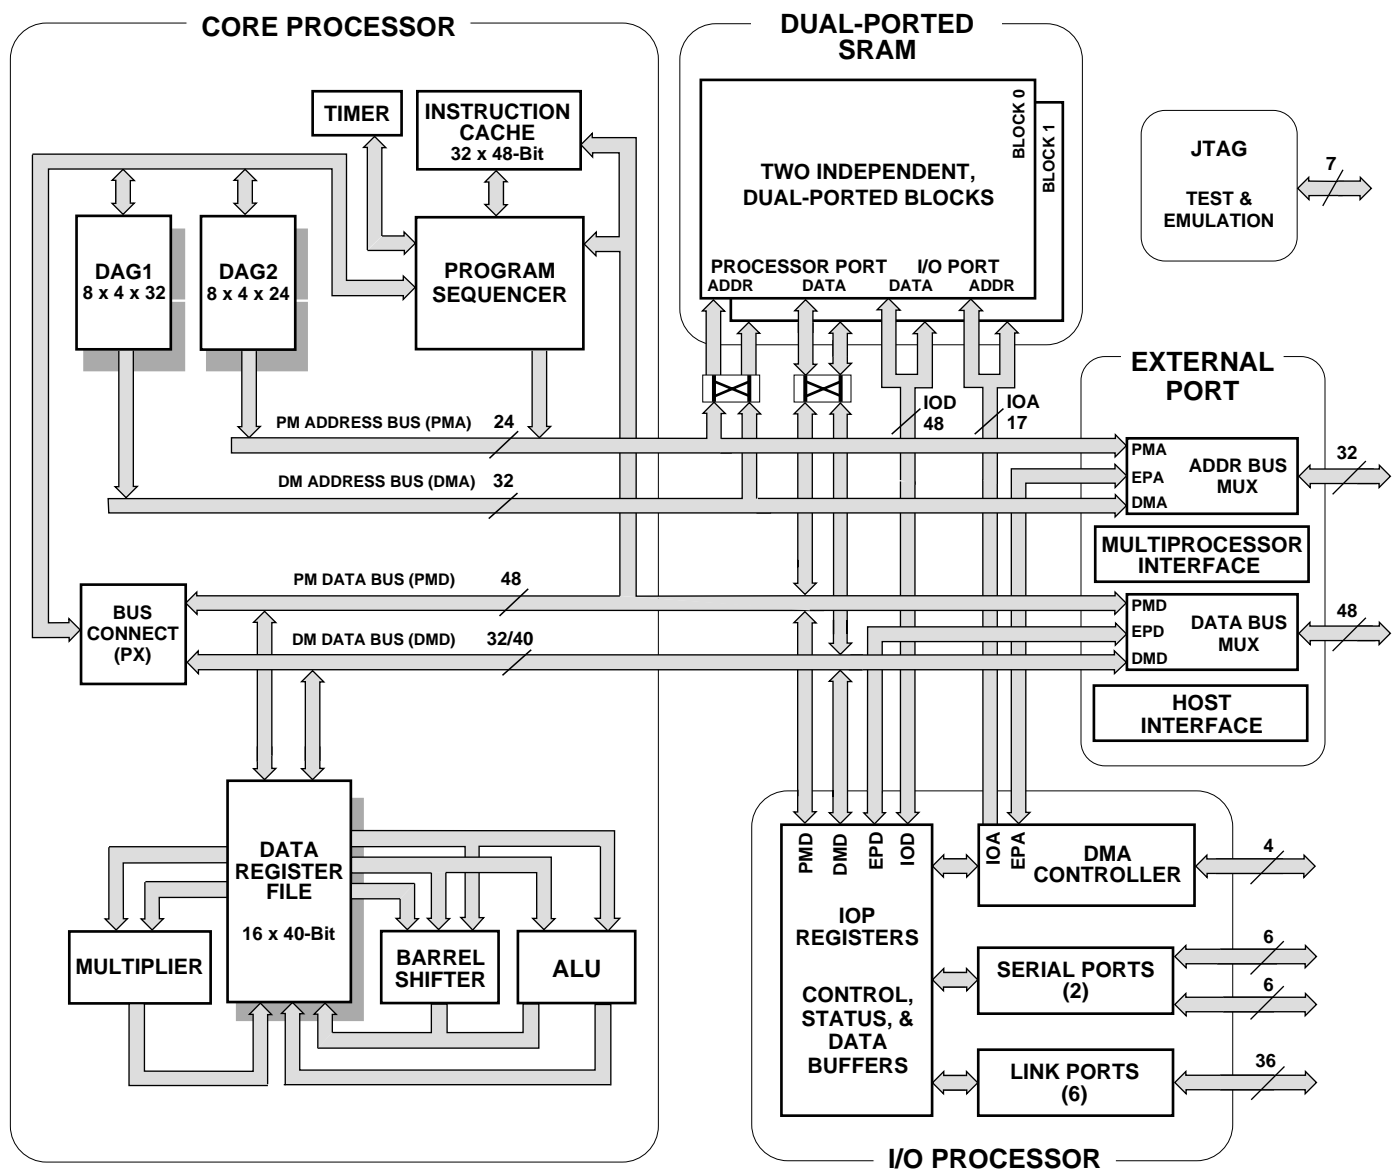 CORE PROCESSOR
TIMER
INSTRUCTION
CACHE
32 x 48-Bit
DAG1
8 x 4 x 32
DAG2
8 x 4 x 24
PROGRAM
SEQUENCER
PM ADDRESS BUS (PMA)
24
DM ADDRESS BUS (DMA)
32
PM DATA BUS (PMD)
48
DM DATA BUS (DMD)
32/40
BUS
CONNECT
(PX)
DATA
REGISTER
FILE
16 x 40-Bit
MULTIPLIER
BARREL
SHIFTER
ALU
DUAL-PORTED
SRAM
TWO INDEPENDENT,
DUAL-PORTED BLOCKS
BLOCK 0
BLOCK 1
PROCESSOR PORT
I/O PORT
ADDR
DATA
DATA
ADDR
IOD
48
IOA
17
JTAG
TEST &
EMULATION
7
EXTERNAL
PORT
PMA
EPA
DMA
ADDR BUS
MUX
32
MULTIPROCESSOR
INTERFACE
PMD
EPD
DMD
DATA BUS
MUX
48
HOST
INTERFACE
PMD
DMD
EPD
IOD
IOP
REGISTERS
CONTROL,
STATUS, &
DATA
BUFFERS
IOA
EPA
DMA
CONTROLLER
4
SERIAL PORTS
(2)
6
6
LINK PORTS
(6)
36
I/O PROCESSOR